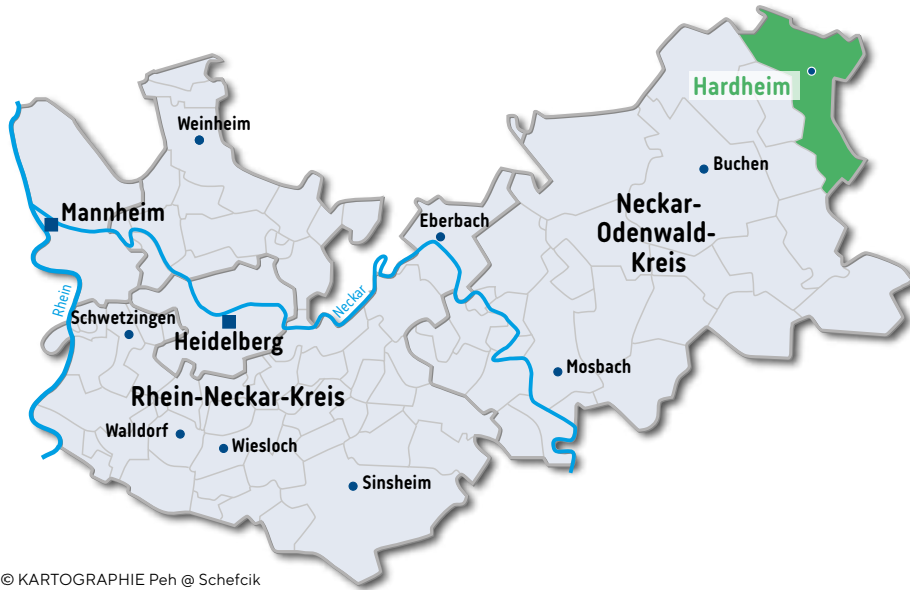 Hardheim
Weinheim
Buchen
Mannheim
Neckar-
Odenwald-
Kreis
Eberbach
Rhein
Neckar
Schwetzingen
Heidelberg
Mosbach
Rhein-Neckar-Kreis
Walldorf
Wiesloch
Sinsheim
© KARTOGRAPHIE Peh @ Schefcik